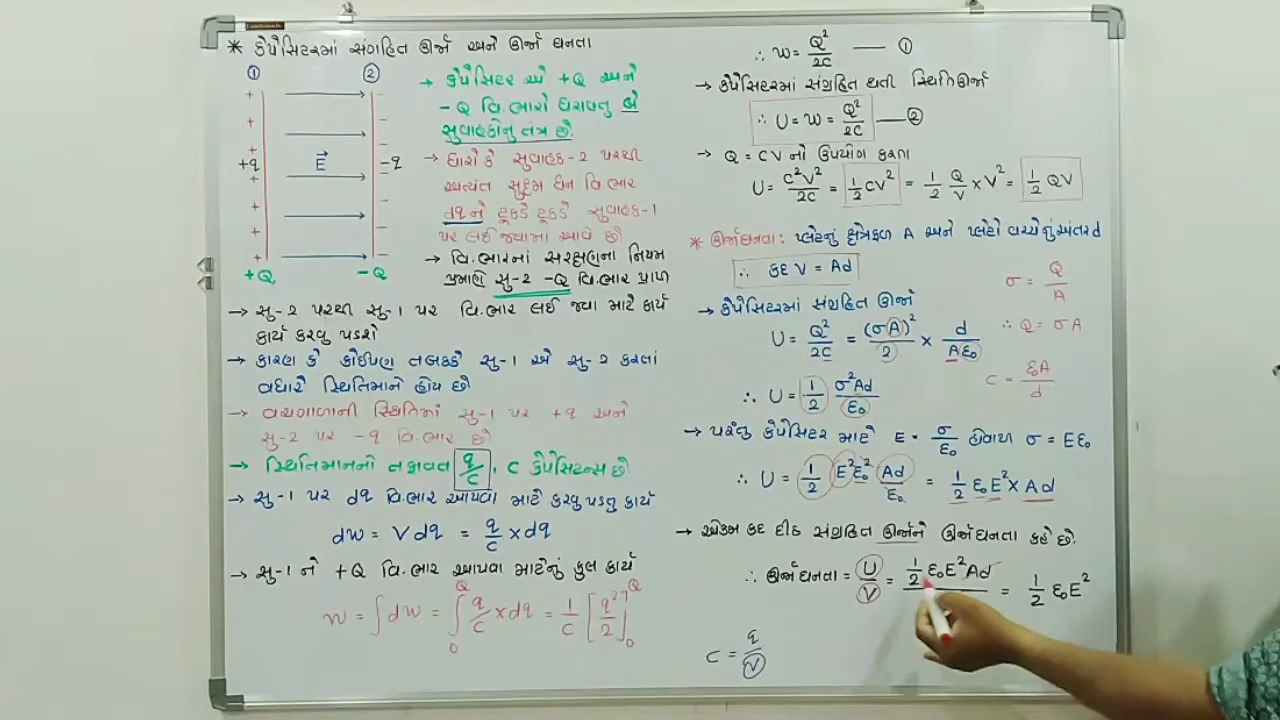 * કેપેસિટરમાં સંગ્રહિત ઊર્જા અને ઊર્જા ઘનતા
① ②
+q E⃗ -q
+Q, -Q
→ કેપેસિટર એ +Q અને
-Q વિ.ભારો ધરાવતુ બે
સુવાહકોનુ તંત્ર છે
→ ધારો કે સુવાહક-2 પરથી
અત્યંત સુક્ષ્મ ધન વિ.ભાર
dq ને ટૂકડે ટૂકડે સુવાહક-1
પર લઈ જવામાં આવે છે
→ વિ.ભારનાં સંરક્ષણના નિયમ
પ્રમાણે સુ-2 -Q વિ.ભાર પ્રાપ્ત
→ સુ-2 પરથી સુ-1 પર વિ.ભાર લઈ જવા માટે કાર્ય
કાર્ય કરવુ પડશે
→ કારણ કે કોઈપણ તબક્કે સુ-1 એ સુ-2 કરતાં
વધારે સ્થિતિમાને હોય છે
→ વચગાળાની સ્થિતિમાં સુ-1 પર +q અને
સુ-2 પર -q વિ.ભાર છે
→ સ્થિતિમાનનો તફાવત q/C, C કેપેસિટન્સ છે
→ સુ-1 પર dq વિ.ભાર આપવા માટે કરવુ પડતુ કાર્ય
dw = V dq = q/C × dq
→ સુ-1 ને +Q વિ.ભાર આપવા માટેનું કુલ કાર્ય
W = ∫ dw = ∫₀^Q q/C × dq = 1/C [q²/2]₀^Q
∴ W = Q²/2C —— ①
→ કેપેસિટરમાં સંગ્રહિત થતી સ્થિતિઊર્જા
∴ U = W = Q²/2C —— ②
→ Q = CV નો ઉપયોગ કરતા
U = C²V²/2C = 1/2 CV² = 1/2 Q/V × V² = 1/2 QV
* ઊર્જાઘનતા: પ્લેટનું ક્ષેત્રફળ A અને પ્લેટો વચ્ચેનું અંતર d
∴ કદ V = Ad
σ = Q/A
→ કેપેસિટરમાં સંગ્રહિત ઊર્જા
∴ Q = σA
U = Q²/2C = (σA)²/2 × d/Aε₀
C = ε₀A/d
∴ U = 1/2 σ²Ad/ε₀
→ પરંતુ કેપેસિટર માટે E = σ/ε₀ હોવાથી σ = Eε₀
∴ U = 1/2 E²ε₀² Ad/ε₀ = 1/2 ε₀E² × Ad
→ એકમ કદ દીઠ સંગ્રહિત ઊર્જાને ઊર્જાઘનતા કહે છે.
∴ ઊર્જાઘનતા = U/V = 1/2 ε₀E²Ad = 1/2 ε₀E²
C = q/V